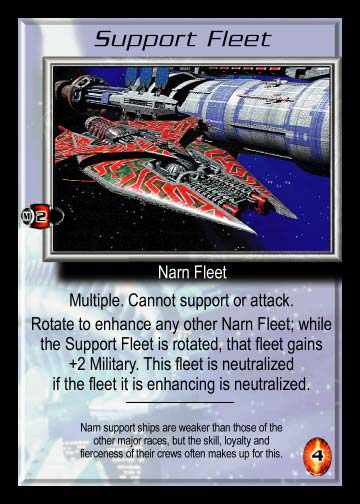 Support Fleet
M 2
Narn Fleet
Multiple. Cannot support or attack.
Rotate to enhance any other Narn Fleet; while
the Support Fleet is rotated, that fleet gains
+2 Military. This fleet is neutralized
if the fleet it is enhancing is neutralized.
Narn support ships are weaker than those of the
other major races, but the skill, loyalty and
fierceness of their crews often makes up for this.
4